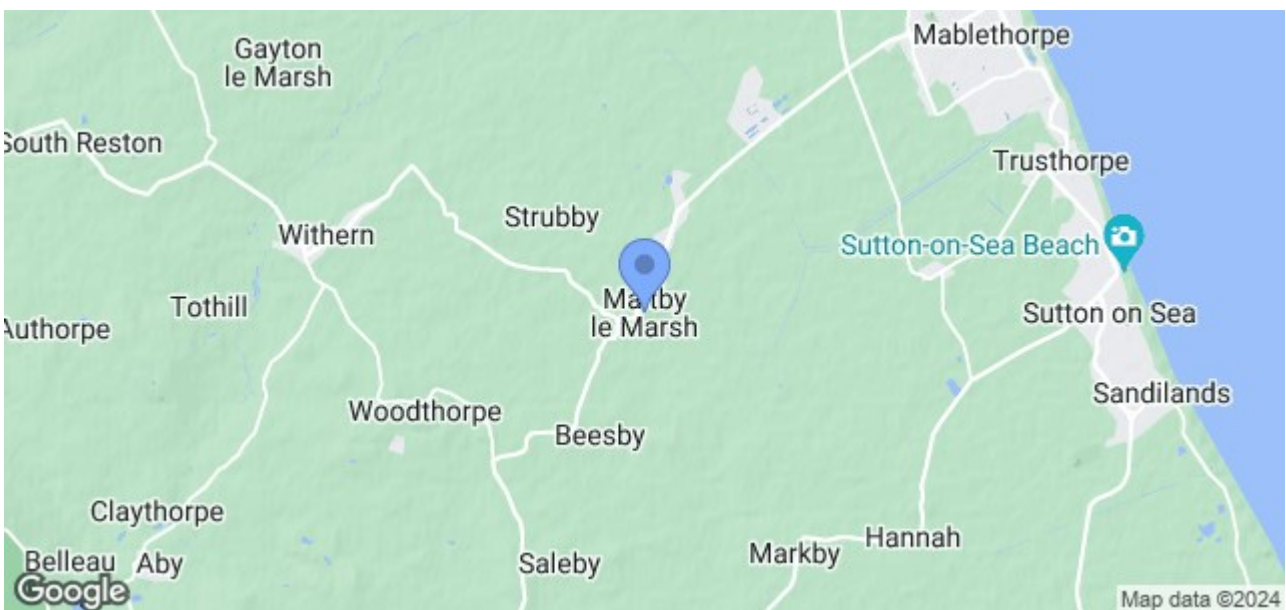 Mablethorpe
Gayton
le Marsh
South Reston
Trusthorpe
Strubby
Withern
Sutton-on-Sea Beach
Maltby
le Marsh
Tothill
Sutton on Sea
Authorpe
Sandilands
Woodthorpe
Beesby
Claythorpe
Hannah
Markby
Belleau
Aby
Saleby
Google
Map data ©2024